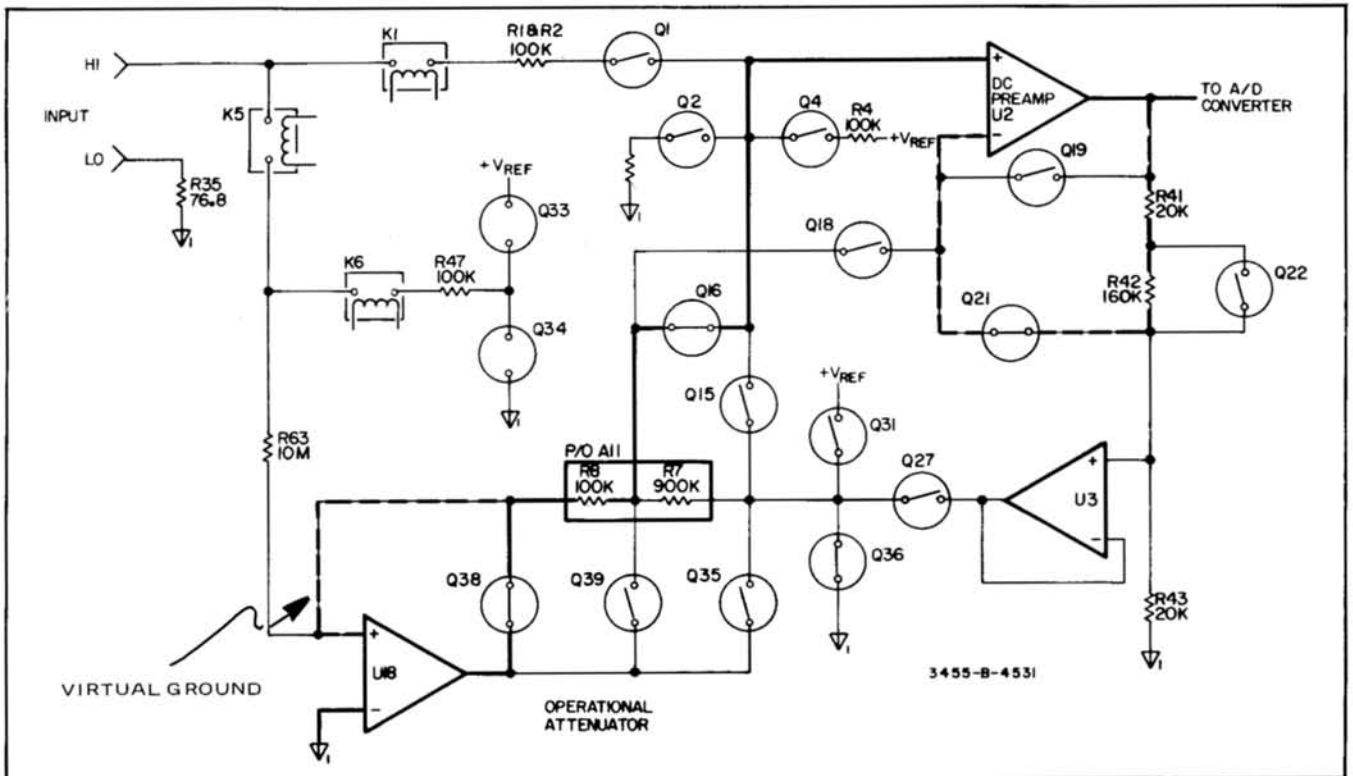 HI
INPUT
LO
R35
76.8
K5
K1
R1&R2
100K
Q1
Q2
Q4
R4
100K
+VREF
+
DC
PREAMP
U2
−
TO A/D
CONVERTER
Q19
R41
20K
Q18
Q21
R42
160K
Q22
+VREF
Q33
K6
R47
100K
Q34
Q16
Q15
+VREF
Q31
R63
10M
P/O A11
R8
100K
R7
900K
Q27
+
U3
−
Q38
Q39
Q35
Q36
R43
20K
VIRTUAL GROUND
+
U18
−
OPERATIONAL
ATTENUATOR
3455-B-4531